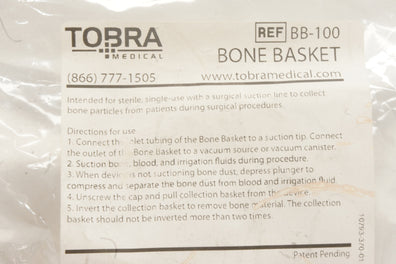 TOBRA
MEDICAL
REF BB-100
BONE BASKET
(866) 777-1505
www.tobramedical.com
Intended for sterile, single-use with a surgical suction line to collect
bone particles from patients during surgical procedures.
Directions for use
1. Connect the inlet tubing of the Bone Basket to a suction tip. Connect
the outlet of the Bone Basket to a vacuum source or vacuum canister.
2. Suction bone, blood, and irrigation fluids during procedure.
3. When device is not suctioning bone dust, depress plunger to
compress and separate the bone dust from blood and irrigation fluid.
4. Unscrew the cap and pull collection basket from the device.
5. Invert the collection basket to remove bone material. The collection
basket should not be inverted more than two times.
Patent Pending